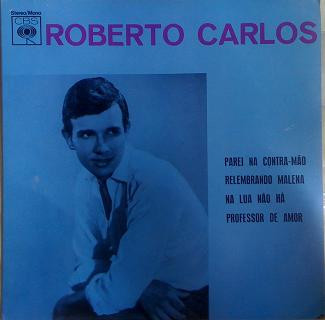 Stereo/Mono
CBS
ROBERTO CARLOS
PAREI NA CONTRA-MÃO
RELEMBRANDO MALENA
NA LUA NÃO HÁ
PROFESSOR DE AMOR